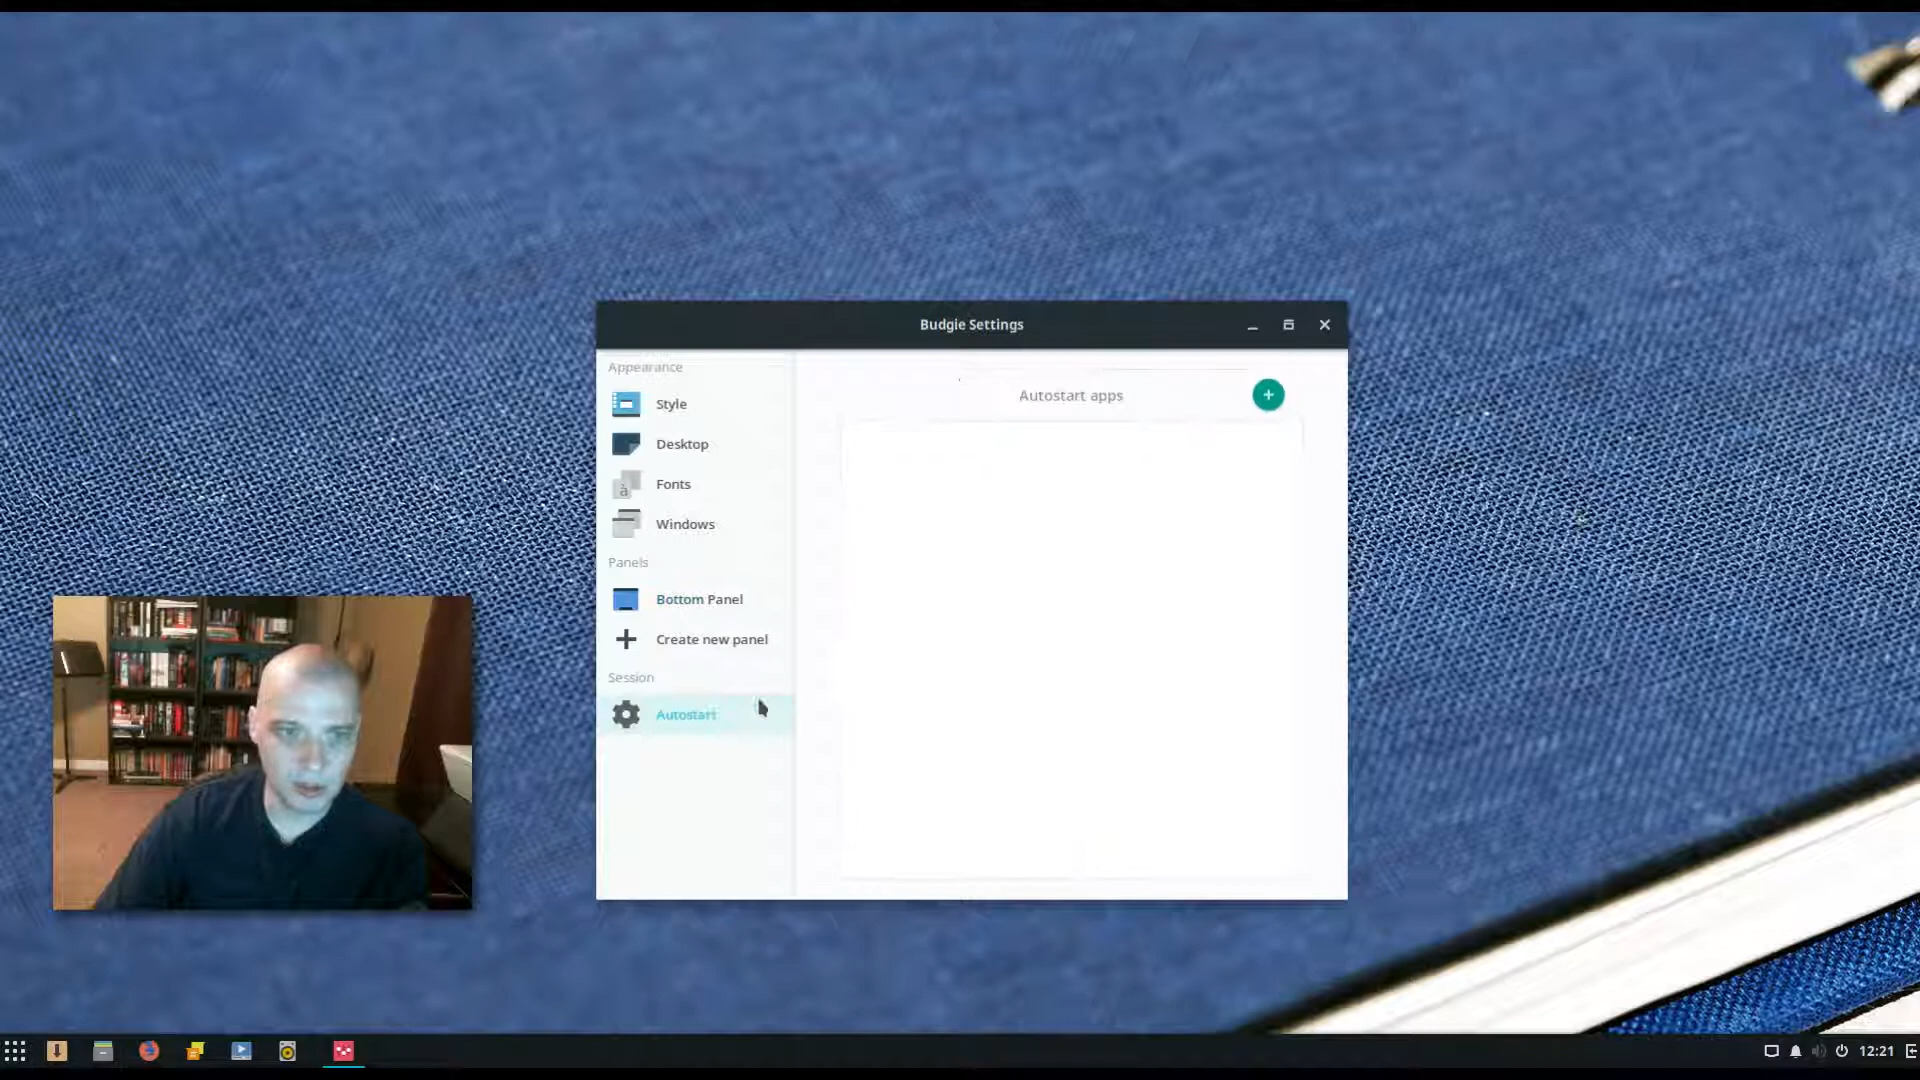 Budgie Settings
Appearance
Style
Desktop
Fonts
Windows
Panels
Bottom Panel
Create new panel
Session
Autostart
Autostart apps
12:21